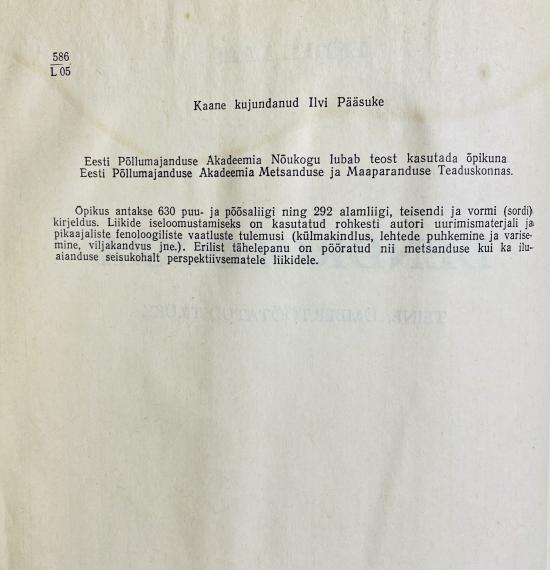 586
L 05
Kaane kujundanud Ilvi Pääsuke
Eesti Põllumajanduse Akadeemia Nõukogu lubab teost kasutada õpikuna
Eesti Põllumajanduse Akadeemia Metsanduse ja Maaparanduse Teaduskonnas.
Õpikus antakse 630 puu- ja põõsaliigi ning 292 alamliigi, teisendi ja vormi (sordi)
kirjeldus. Liikide iseloomustamiseks on kasutatud rohkesti autori uurimismaterjali ja
pikaajaliste fenoloogiliste vaatluste tulemusi (külmakindlus, lehtede puhkemine ja varise-
mine, viljakandvus jne.). Erilist tähelepanu on pööratud nii metsanduse kui ka ilu-
aianduse seisukohalt perspektiivsematele liikidele.
TEINE, ÜMBERTÖÖTATUD TRÜKK